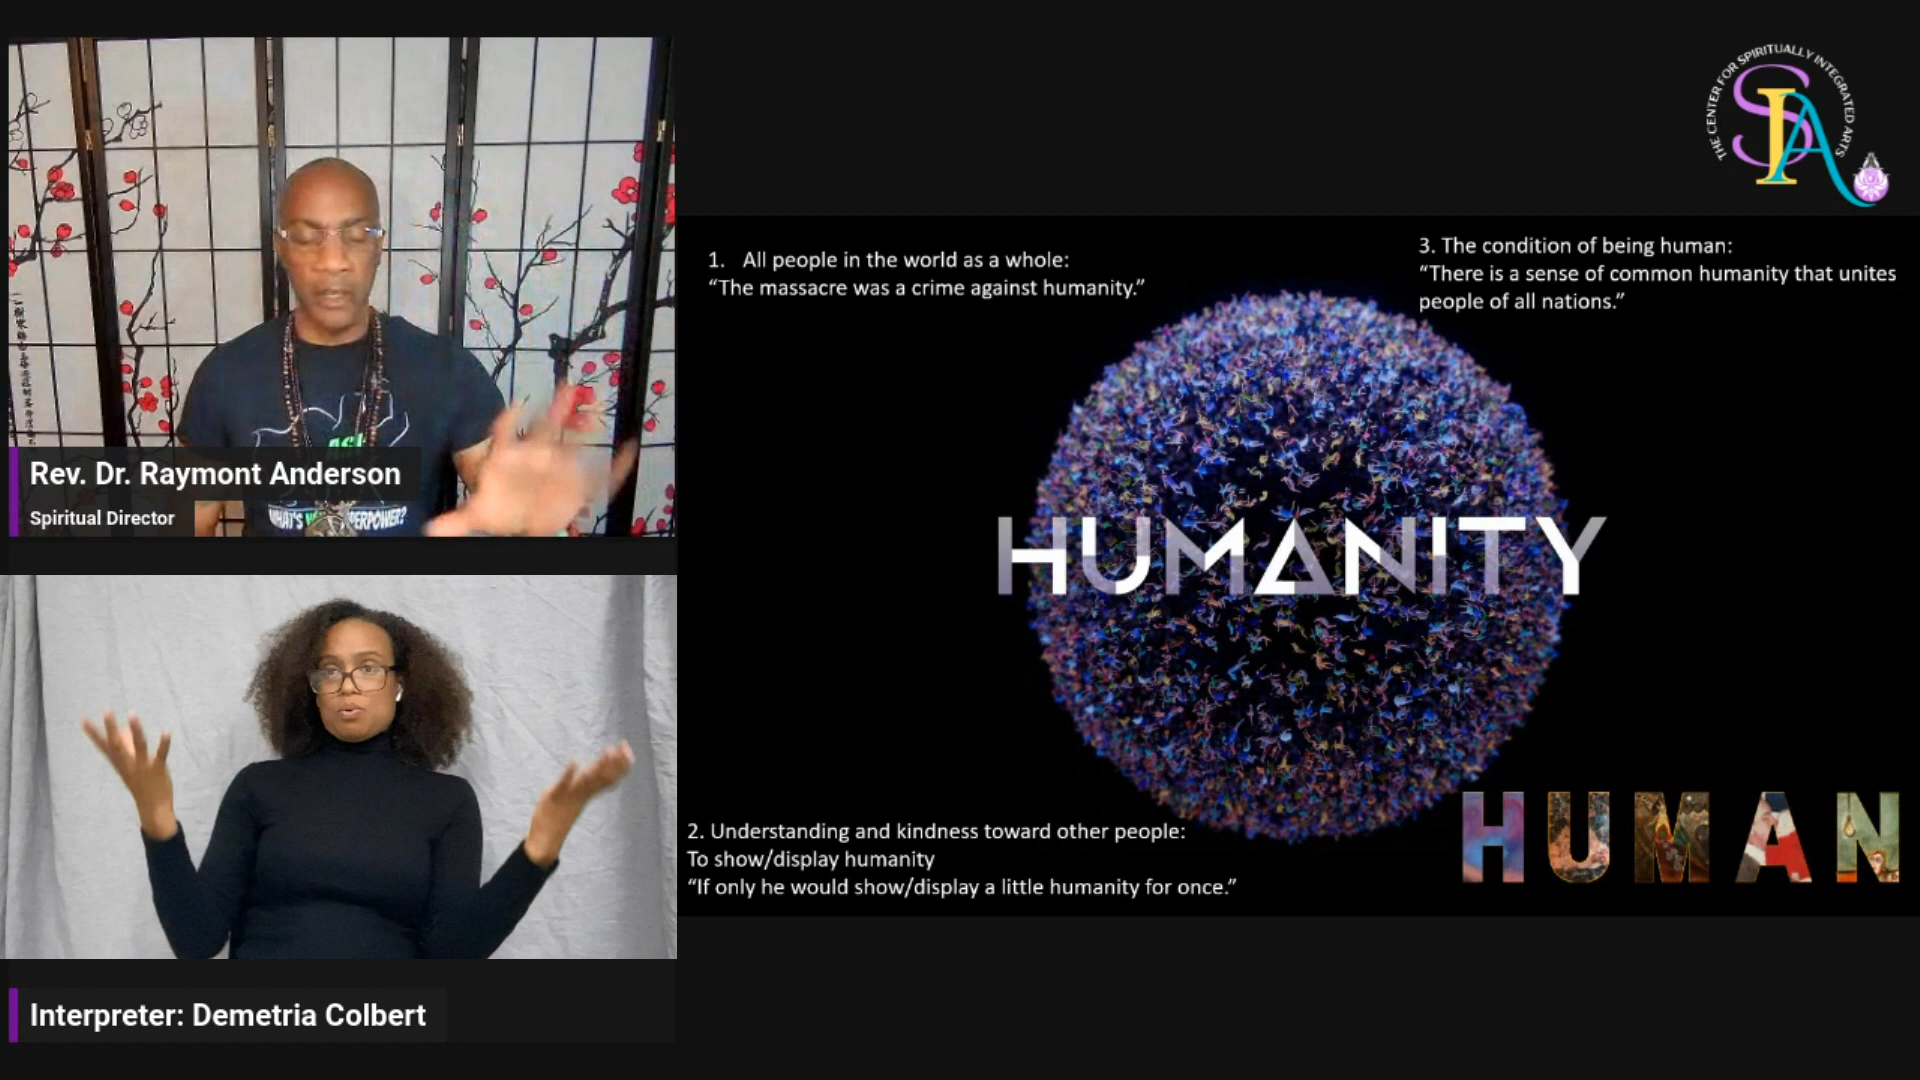 THE CENTER FOR SPIRITUALLY INTEGRATED ARTS
SIA
Rev. Dr. Raymont Anderson
Spiritual Director
ASL
WHAT'S
Interpreter: Demetria Colbert
1. All people in the world as a whole:
“The massacre was a crime against humanity.”
3. The condition of being human:
“There is a sense of common humanity that unites
people of all nations.”
HUMANITY
2. Understanding and kindness toward other people:
To show/display humanity
“If only he would show/display a little humanity for once.”
HUMAN